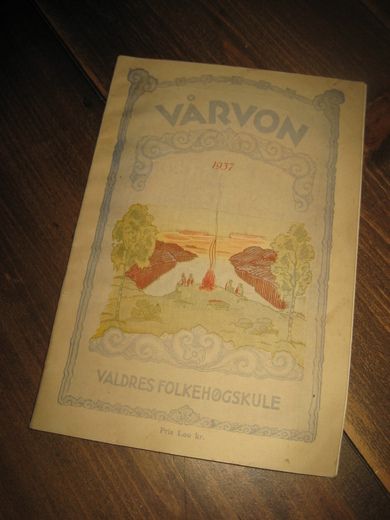 VÅRVON
1937
VALDRES FOLKEHØGSKULE
Pris 1.00 kr.